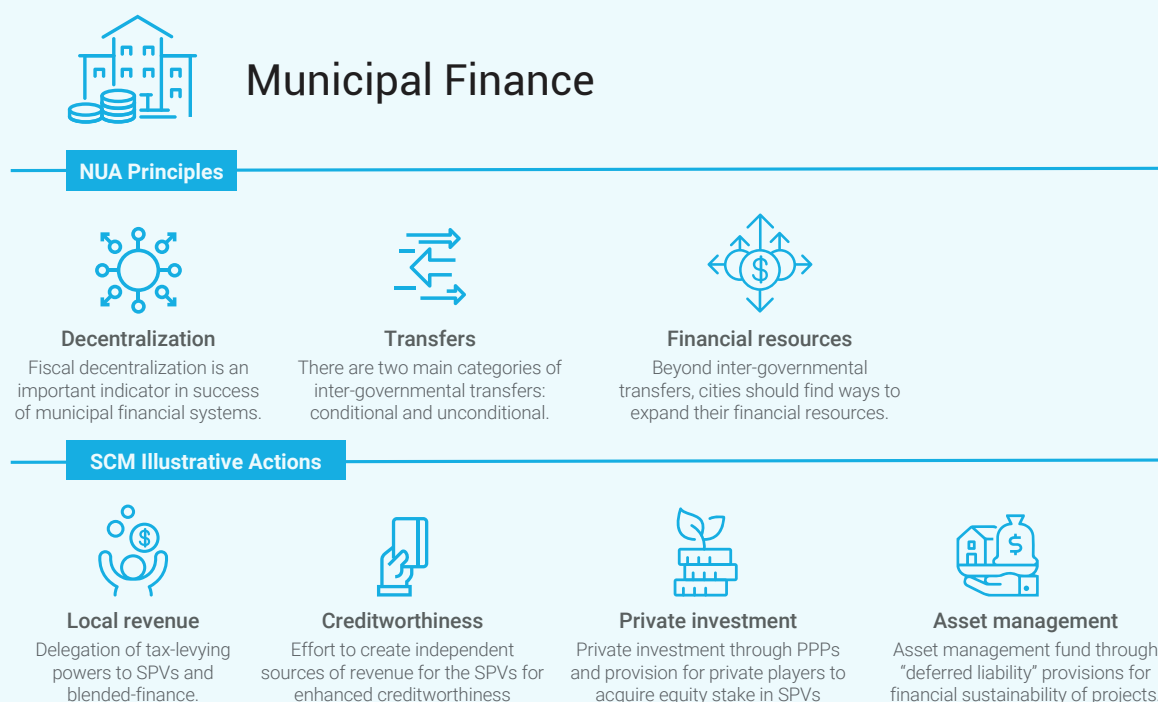 Municipal Finance
NUA Principles
Decentralization
Fiscal decentralization is an
important indicator in success
of municipal financial systems.
Transfers
There are two main categories of
inter-governmental transfers:
conditional and unconditional.
Financial resources
Beyond inter-governmental
transfers, cities should find ways to
expand their financial resources.
SCM Illustrative Actions
Local revenue
Delegation of tax-levying
powers to SPVs and
blended-finance.
Creditworthiness
Effort to create independent
sources of revenue for the SPVs for
enhanced creditworthiness
Private investment
Private investment through PPPs
and provision for private players to
acquire equity stake in SPVs
Asset management
Asset management fund through
“deferred liability” provisions for
financial sustainability of projects.